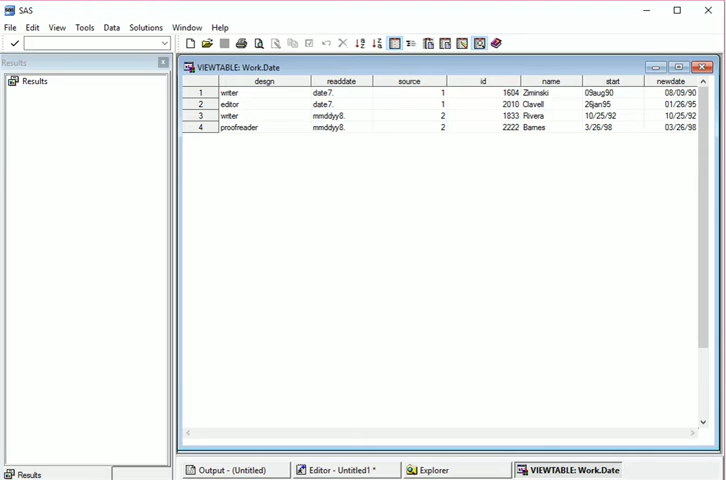 SAS
File Edit View Tools Data Solutions Window Help
Results
VIEWTABLE: Work.Date
desgn readdate source id name start newdate
1 writer date7. 1 1604 Ziminski 09aug90 08/09/90
2 editor date7. 1 2010 Clavell 26jan95 01/26/95
3 writer mmddyy8. 2 1833 Rivera 10/25/92 10/25/92
4 proofreader mmddyy8. 2 2222 Barnes 3/26/98 03/26/98
Results
Results
Output - (Untitled) Editor - Untitled1 * Explorer VIEWTABLE: Work.Date